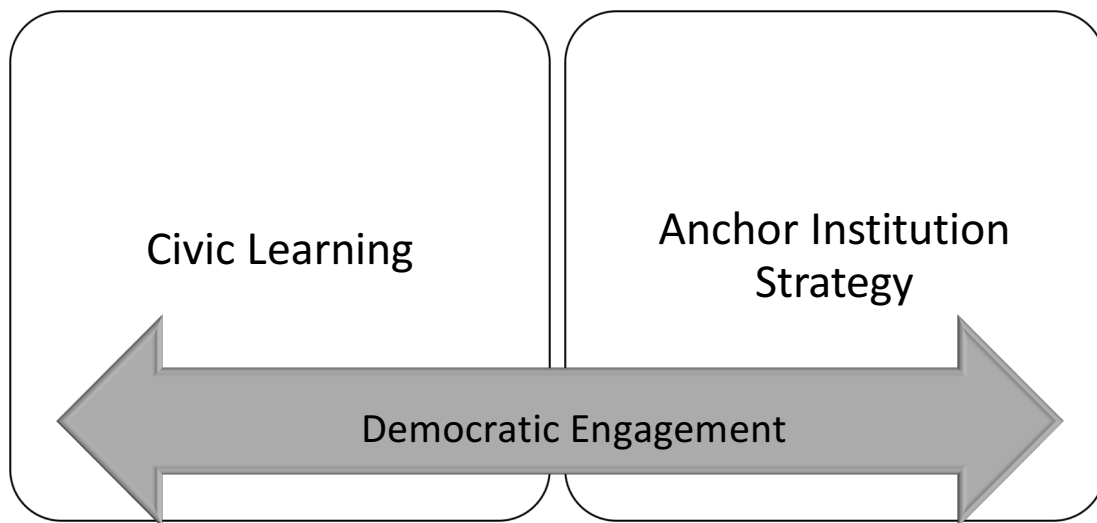 Civic Learning
Anchor Institution
Strategy
Democratic Engagement